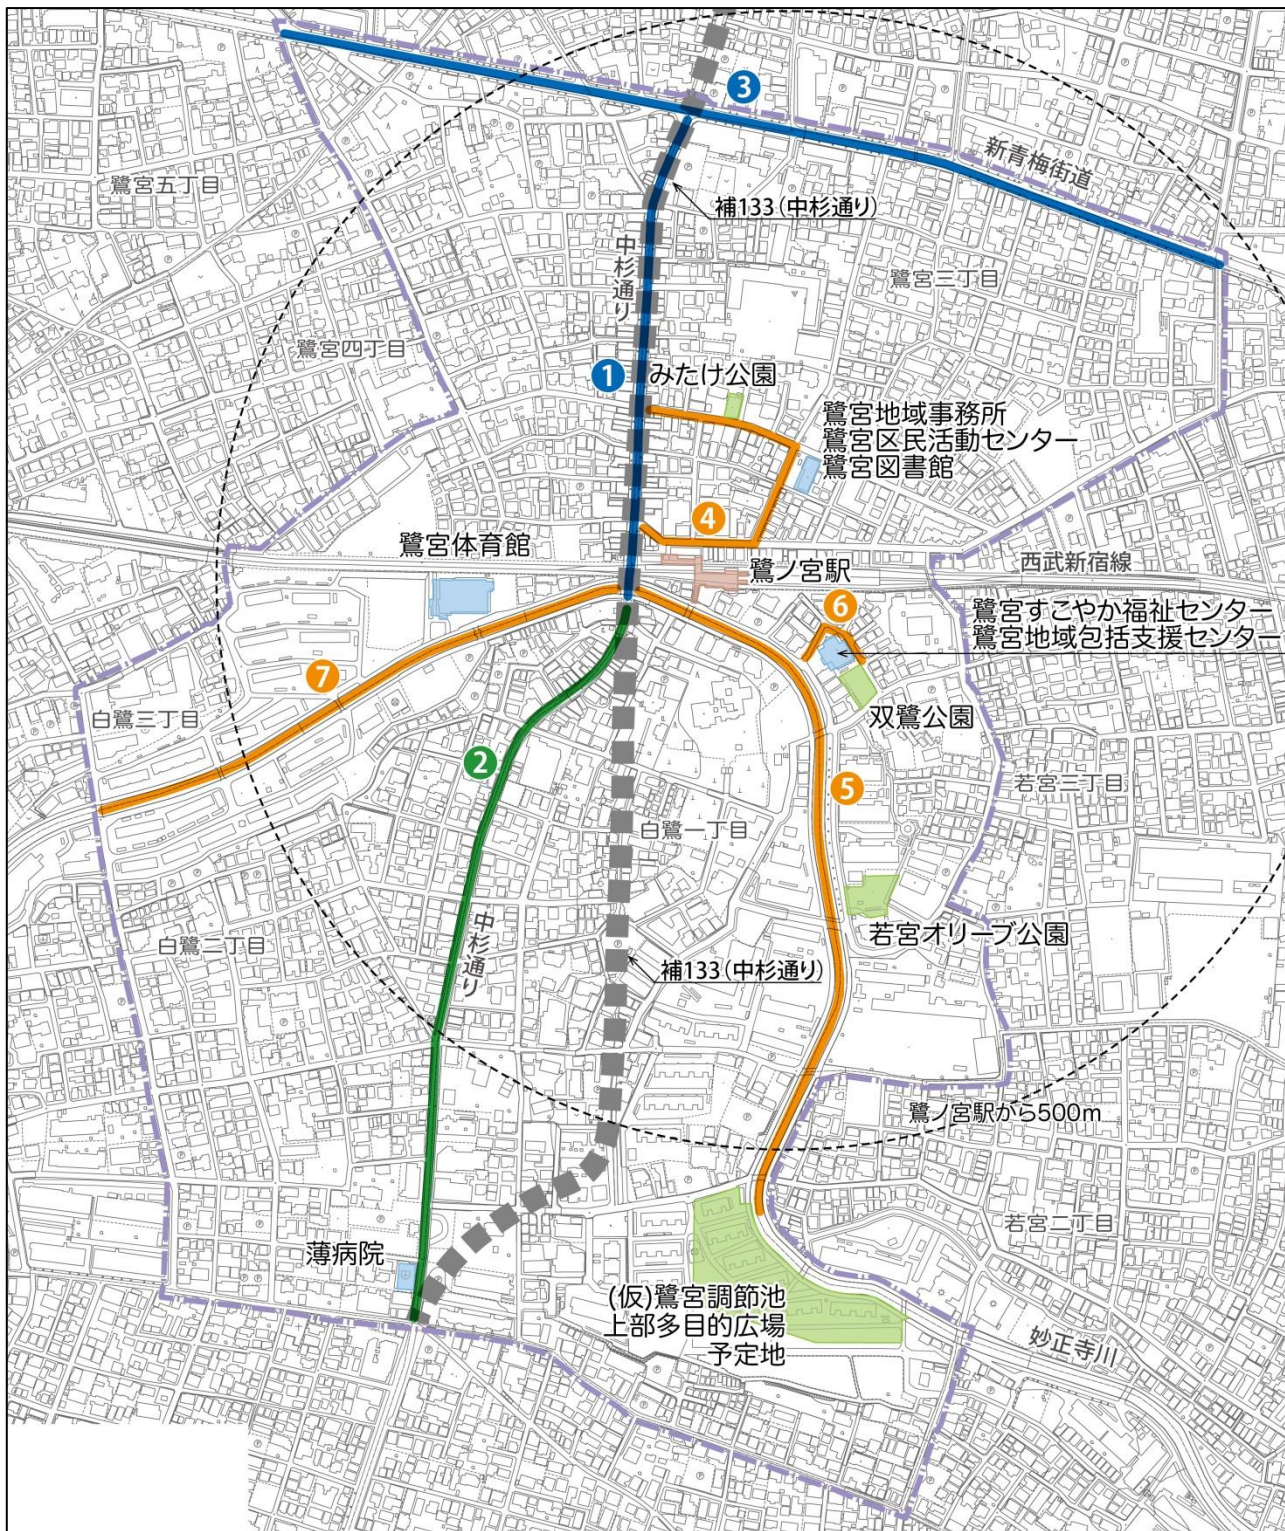 3
新青梅街道
鷺宮五丁目
補133(中杉通り)
中杉通り
鷺宮三丁目
鷺宮四丁目
1
みたけ公園
鷺宮地域事務所
鷺宮区民活動センター
鷺宮図書館
4
鷺宮体育館
鷺ノ宮駅
西武新宿線
6
鷺宮すこやか福祉センター
鷺宮地域包括支援センター
7
白鷺三丁目
双鷺公園
2
5
若宮三丁目
白鷺一丁目
中杉通り
白鷺二丁目
若宮オリーブ公園
補133(中杉通り)
鷺ノ宮駅から500m
若宮二丁目
薄病院
(仮)鷺宮調節池
上部多目的広場
予定地
妙正寺川